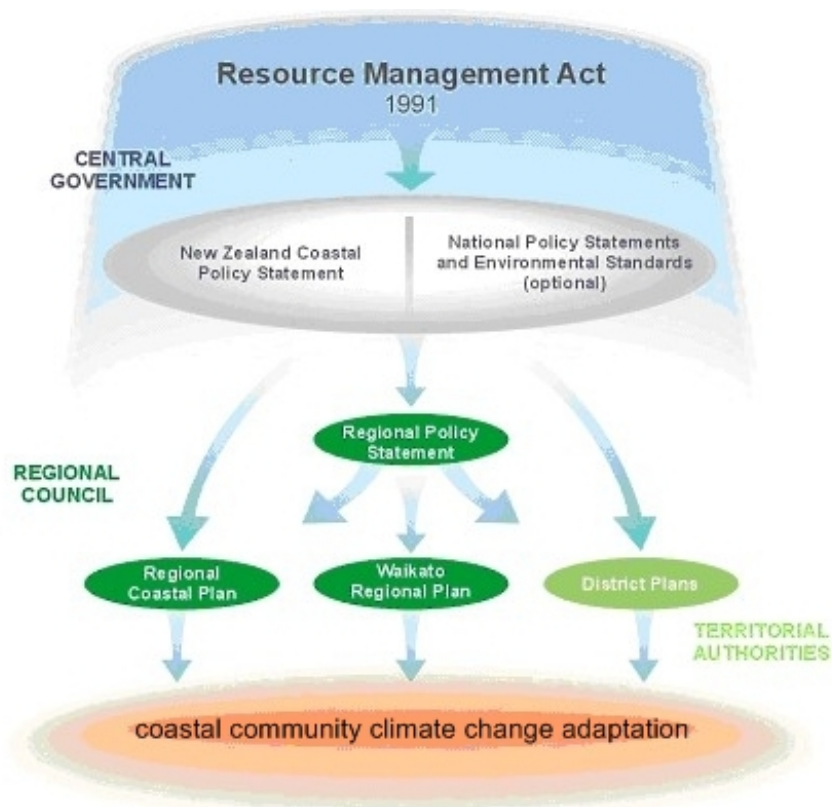 Resource Management Act
1991
CENTRAL
GOVERNMENT
New Zealand Coastal
Policy Statement
National Policy Statements
and Environmental Standards
(optional)
Regional Policy
Statement
REGIONAL
COUNCIL
Regional
Coastal Plan
Waikato
Regional Plan
District Plans
TERRITORIAL
AUTHORITIES
coastal community climate change adaptation